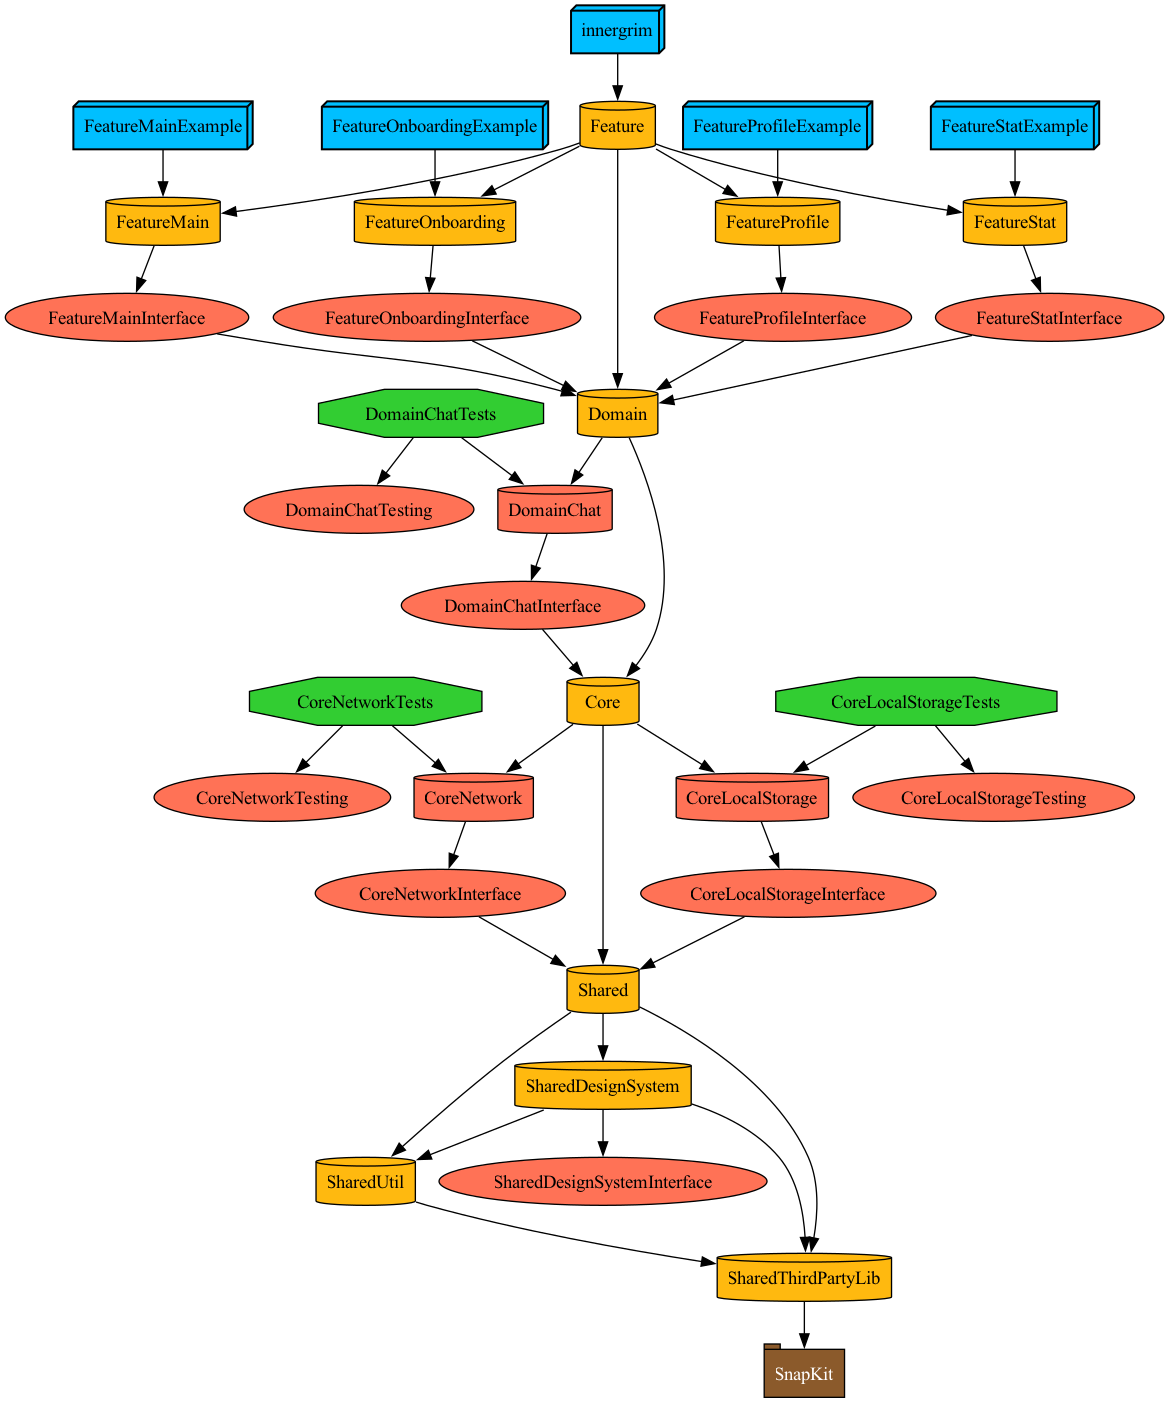 innergrim
FeatureMainExample
FeatureOnboardingExample
Feature
FeatureProfileExample
FeatureStatExample
FeatureMain
FeatureOnboarding
FeatureProfile
FeatureStat
FeatureMainInterface
FeatureOnboardingInterface
FeatureProfileInterface
FeatureStatInterface
DomainChatTests
Domain
DomainChatTesting
DomainChat
DomainChatInterface
CoreNetworkTests
Core
CoreLocalStorageTests
CoreNetworkTesting
CoreNetwork
CoreLocalStorage
CoreLocalStorageTesting
CoreNetworkInterface
CoreLocalStorageInterface
Shared
SharedDesignSystem
SharedUtil
SharedDesignSystemInterface
SharedThirdPartyLib
SnapKit